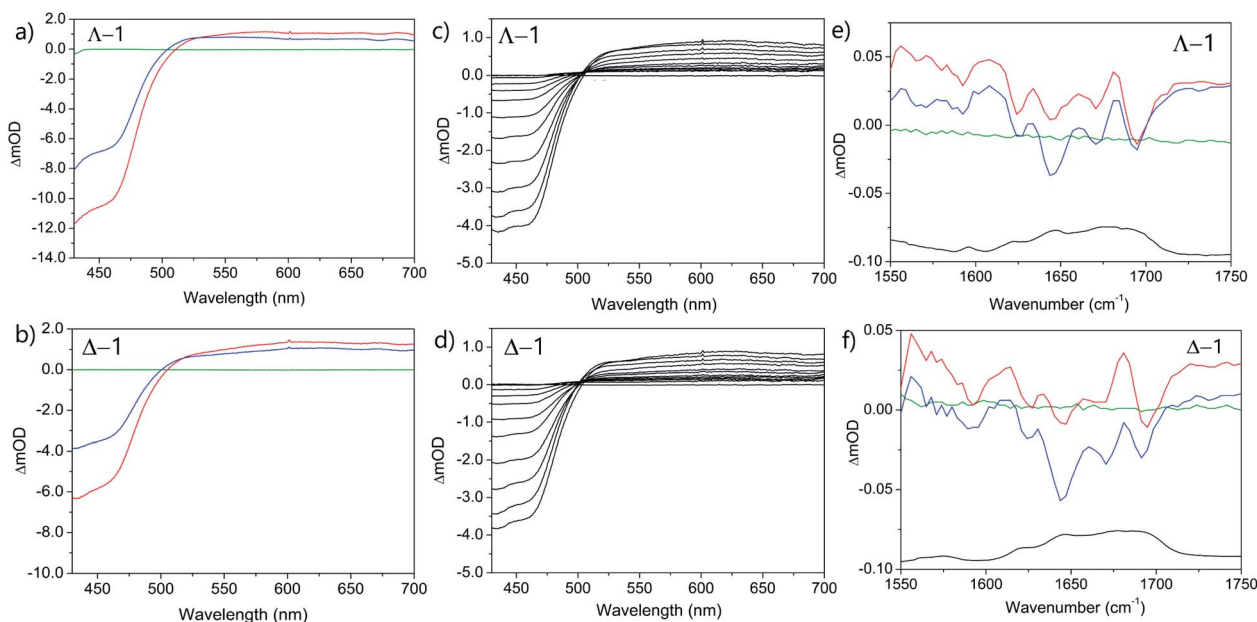 a)
Λ–1
2.0
0.0
-2.0
-4.0
-6.0
-8.0
-10.0
-12.0
-14.0
ΔmOD
450 500 550 600 650 700
Wavelength (nm)
b)
Δ–1
2.0
0.0
-2.0
-4.0
-6.0
-8.0
-10.0
ΔmOD
450 500 550 600 650 700
Wavelength (nm)
c)
Λ–1
1.0
0.0
-1.0
-2.0
-3.0
-4.0
-5.0
ΔmOD
450 500 550 600 650 700
Wavelength (nm)
d)
Δ–1
1.0
0.0
-1.0
-2.0
-3.0
-4.0
-5.0
ΔmOD
450 500 550 600 650 700
Wavelength (nm)
e)
Λ–1
0.05
0.00
-0.05
-0.10
ΔmOD
1550 1600 1650 1700 1750
Wavenumber (cm⁻¹)
f)
Δ–1
0.05
0.00
-0.05
-0.10
ΔmOD
1550 1600 1650 1700 1750
Wavenumber (cm⁻¹)